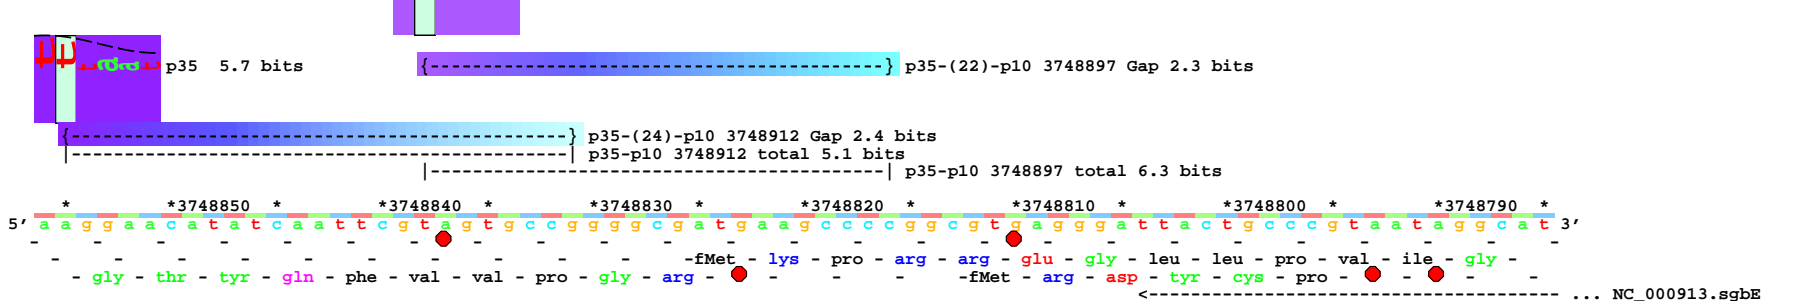 p35 5.7 bits
{----------------------------------------} p35-(22)-p10 3748897 Gap 2.3 bits
{--------------------------------------------} p35-(24)-p10 3748912 Gap 2.4 bits
|--------------------------------------------| p35-p10 3748912 total 5.1 bits
|----------------------------------------| p35-p10 3748897 total 6.3 bits
* *3748850 * *3748840 * *3748830 * *3748820 * *3748810 * *3748800 * *3748790 *
5' a a g g a a c a t a t c a a t t c g t a g t g c c g g g g c g a t g a a g c c c c g g c g t g a g g g a t t a c t g c c c g t a a t a g g c a t 3'
- - - - - - - - - - - - - - - - - - - - - - - -
- - - - - - - - - - -fMet - lys - pro - arg - arg - glu - gly - leu - leu - pro - val - ile - gly -
- gly - thr - tyr - gln - phe - val - val - pro - gly - arg - - - - -fMet - arg - asp - tyr - cys - pro - - - -
<--------------------------------------- ... NC_000913.sgbE